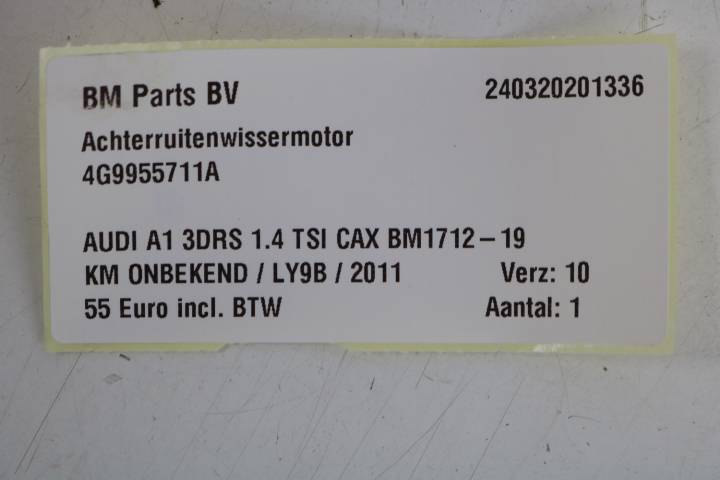 BM Parts BV 240320201336
Achterruitenwissermotor
4G9955711A
AUDI A1 3DRS 1.4 TSI CAX BM1712-19
KM ONBEKEND / LY9B / 2011 Verz: 10
55 Euro incl. BTW Aantal: 1